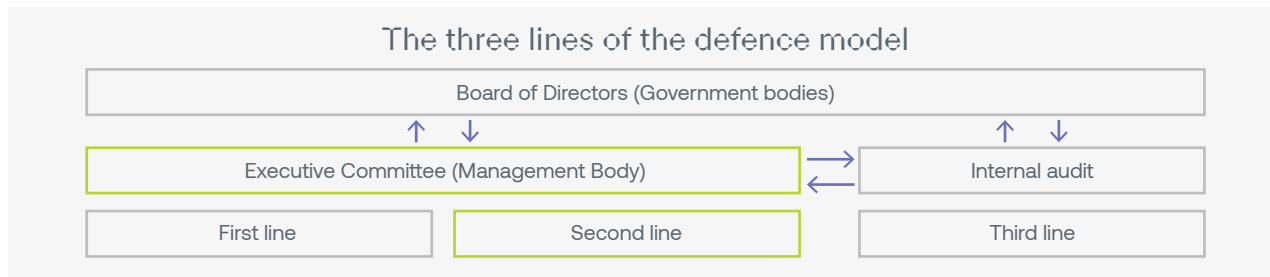 The three lines of the defence model
Board of Directors (Government bodies)
Executive Committee (Management Body)
Internal audit
First line
Second line
Third line